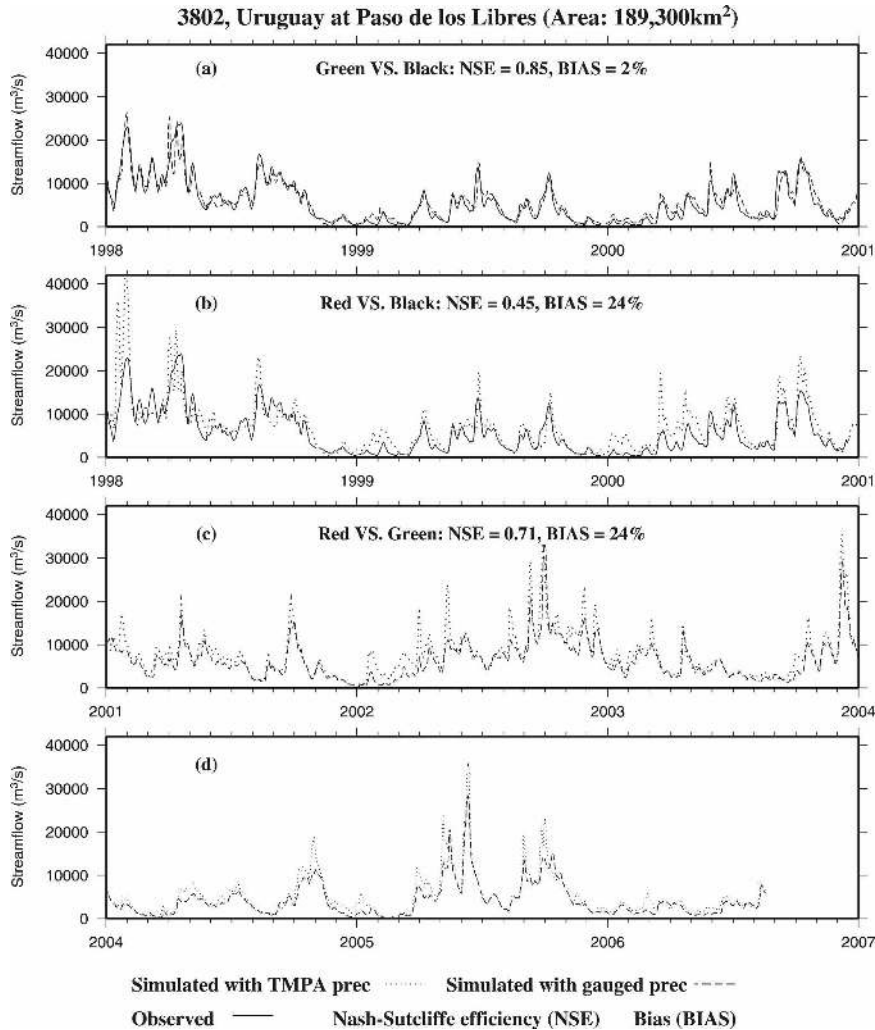 3802, Uruguay at Paso de los Libres (Area: 189,300km²)
Streamflow (m³/s)
40000
30000
20000
10000
0
(a)
Green VS. Black: NSE = 0.85, BIAS = 2%
1998
1999
2000
2001
Streamflow (m³/s)
40000
30000
20000
10000
0
(b)
Red VS. Black: NSE = 0.45, BIAS = 24%
1998
1999
2000
2001
Streamflow (m³/s)
40000
30000
20000
10000
0
(c)
Red VS. Green: NSE = 0.71, BIAS = 24%
2001
2002
2003
2004
Streamflow (m³/s)
40000
30000
20000
10000
0
(d)
2004
2005
2006
2007
Simulated with TMPA prec Simulated with gauged prec
Observed Nash-Sutcliffe efficiency (NSE) Bias (BIAS)